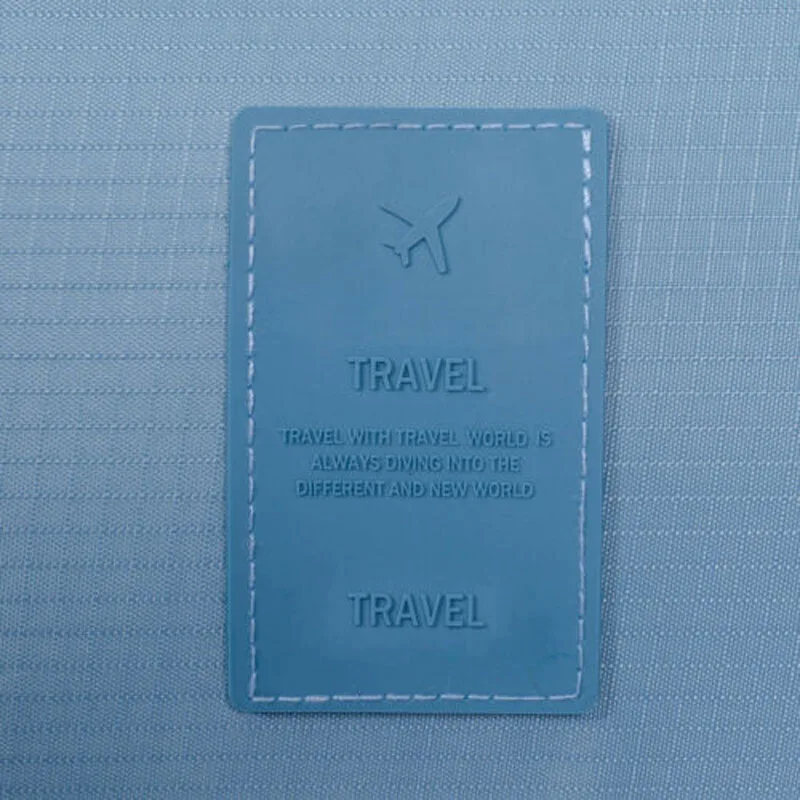 TRAVEL
TRAVEL WITH TRAVEL WORLD IS
ALWAYS DIVING INTO THE
DIFFERENT AND NEW WORLD
TRAVEL